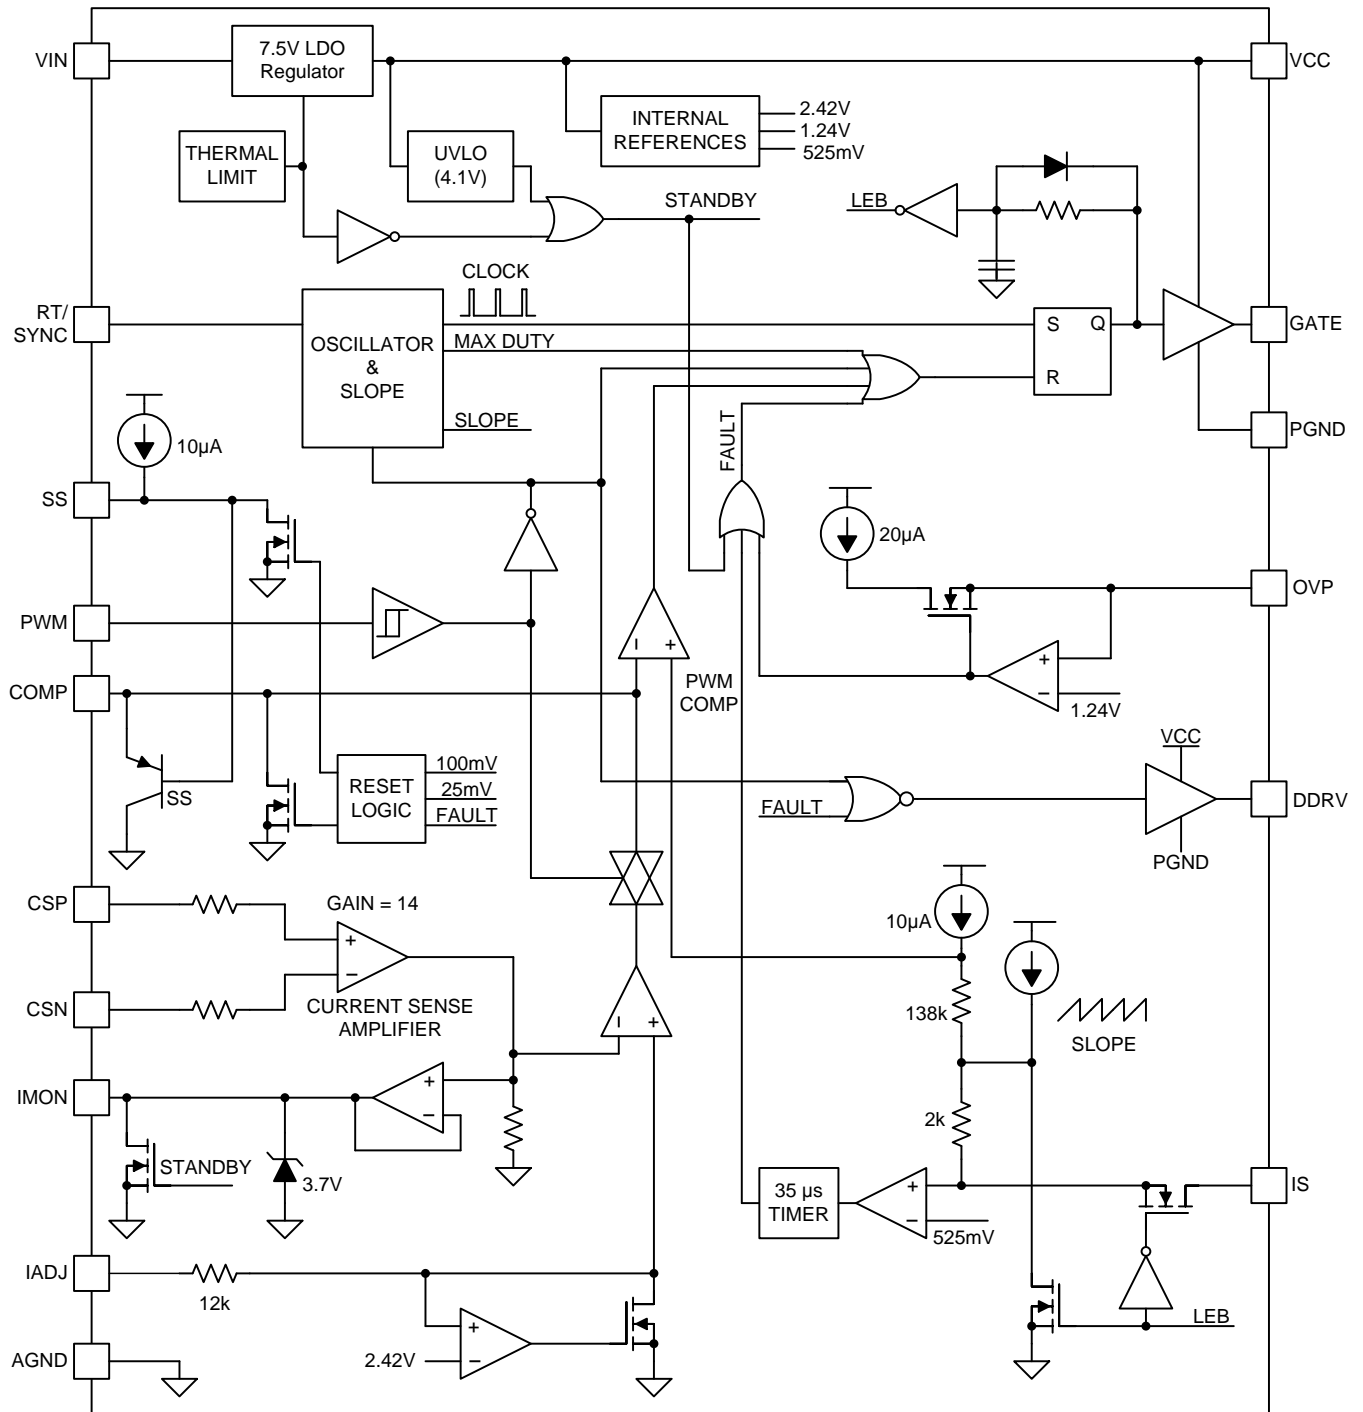 VIN
7.5V LDO
Regulator
VCC
INTERNAL
REFERENCES
2.42V
1.24V
525mV
THERMAL
LIMIT
UVLO
(4.1V)
STANDBY
LEB
CLOCK
RT/
SYNC
OSCILLATOR
&
SLOPE
MAX DUTY
SLOPE
S
Q
R
GATE
PGND
10µA
FAULT
SS
20µA
OVP
PWM
+
PWM
COMP
COMP
1.24V
+
−
VCC
SS
RESET
LOGIC
100mV
25mV
FAULT
FAULT
DDRV
PGND
CSP
GAIN = 14
+
−
CSN
CURRENT SENSE
AMPLIFIER
10µA
138k
SLOPE
+
IMON
+
−
2k
STANDBY
3.7V
35 µs
TIMER
+
−
525mV
IS
IADJ
12k
LEB
AGND
2.42V
+
−